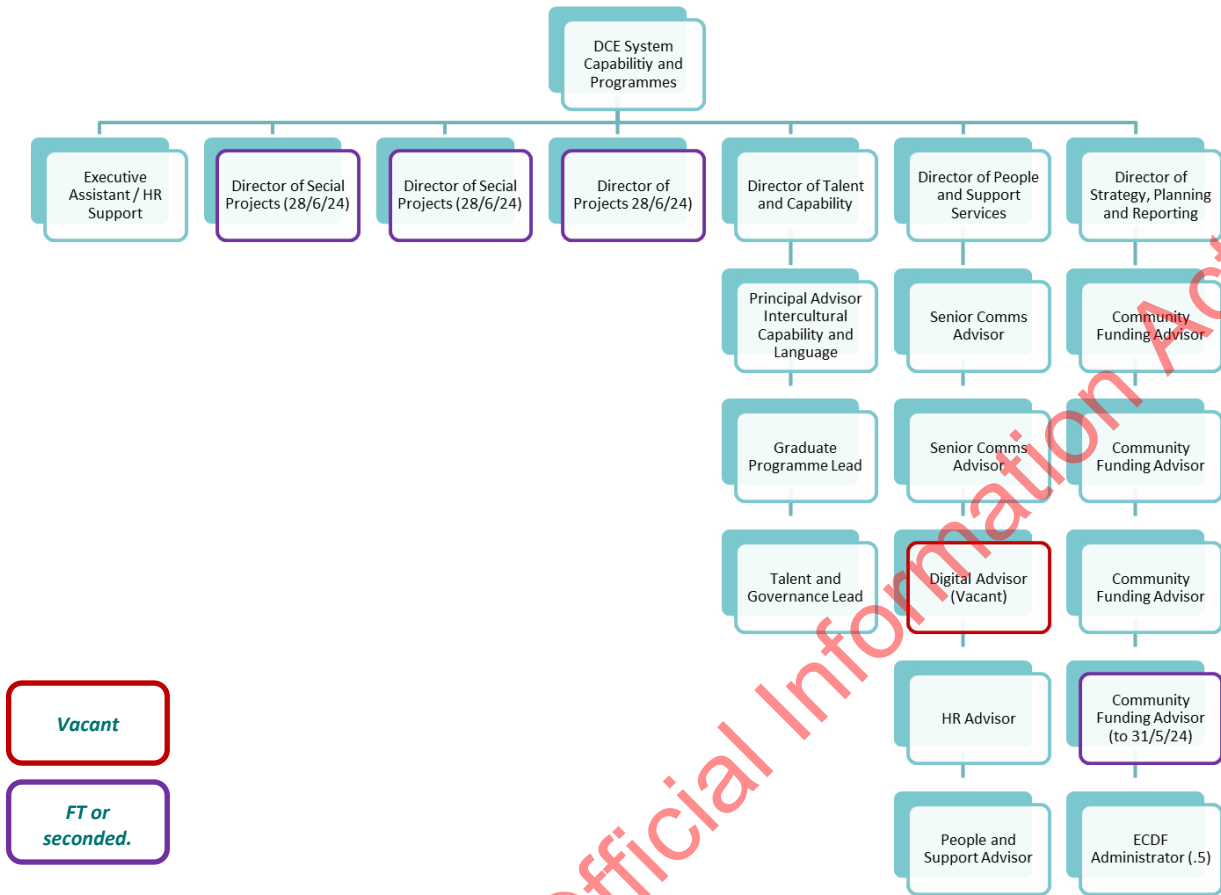 DCE System
Capabilitiy and
Programmes
Executive
Assistant / HR
Support
Director of Secial
Projects (28/6/24)
Director of Secial
Projects (28/6/24)
Director of
Projects 28/6/24)
Director of Talent
and Capability
Director of People
and Support
Services
Director of
Strategy, Planning
and Reporting
Principal Advisor
Intercultural
Capability and
Language
Senior Comms
Advisor
Community
Funding Advisor
Graduate
Programme Lead
Senior Comms
Advisor
Community
Funding Advisor
Talent and
Governance Lead
Digital Advisor
(Vacant)
Community
Funding Advisor
HR Advisor
Community
Funding Advisor
(to 31/5/24)
People and
Support Advisor
ECDF
Administrator (.5)
Vacant
FT or
seconded.
Official Information Act